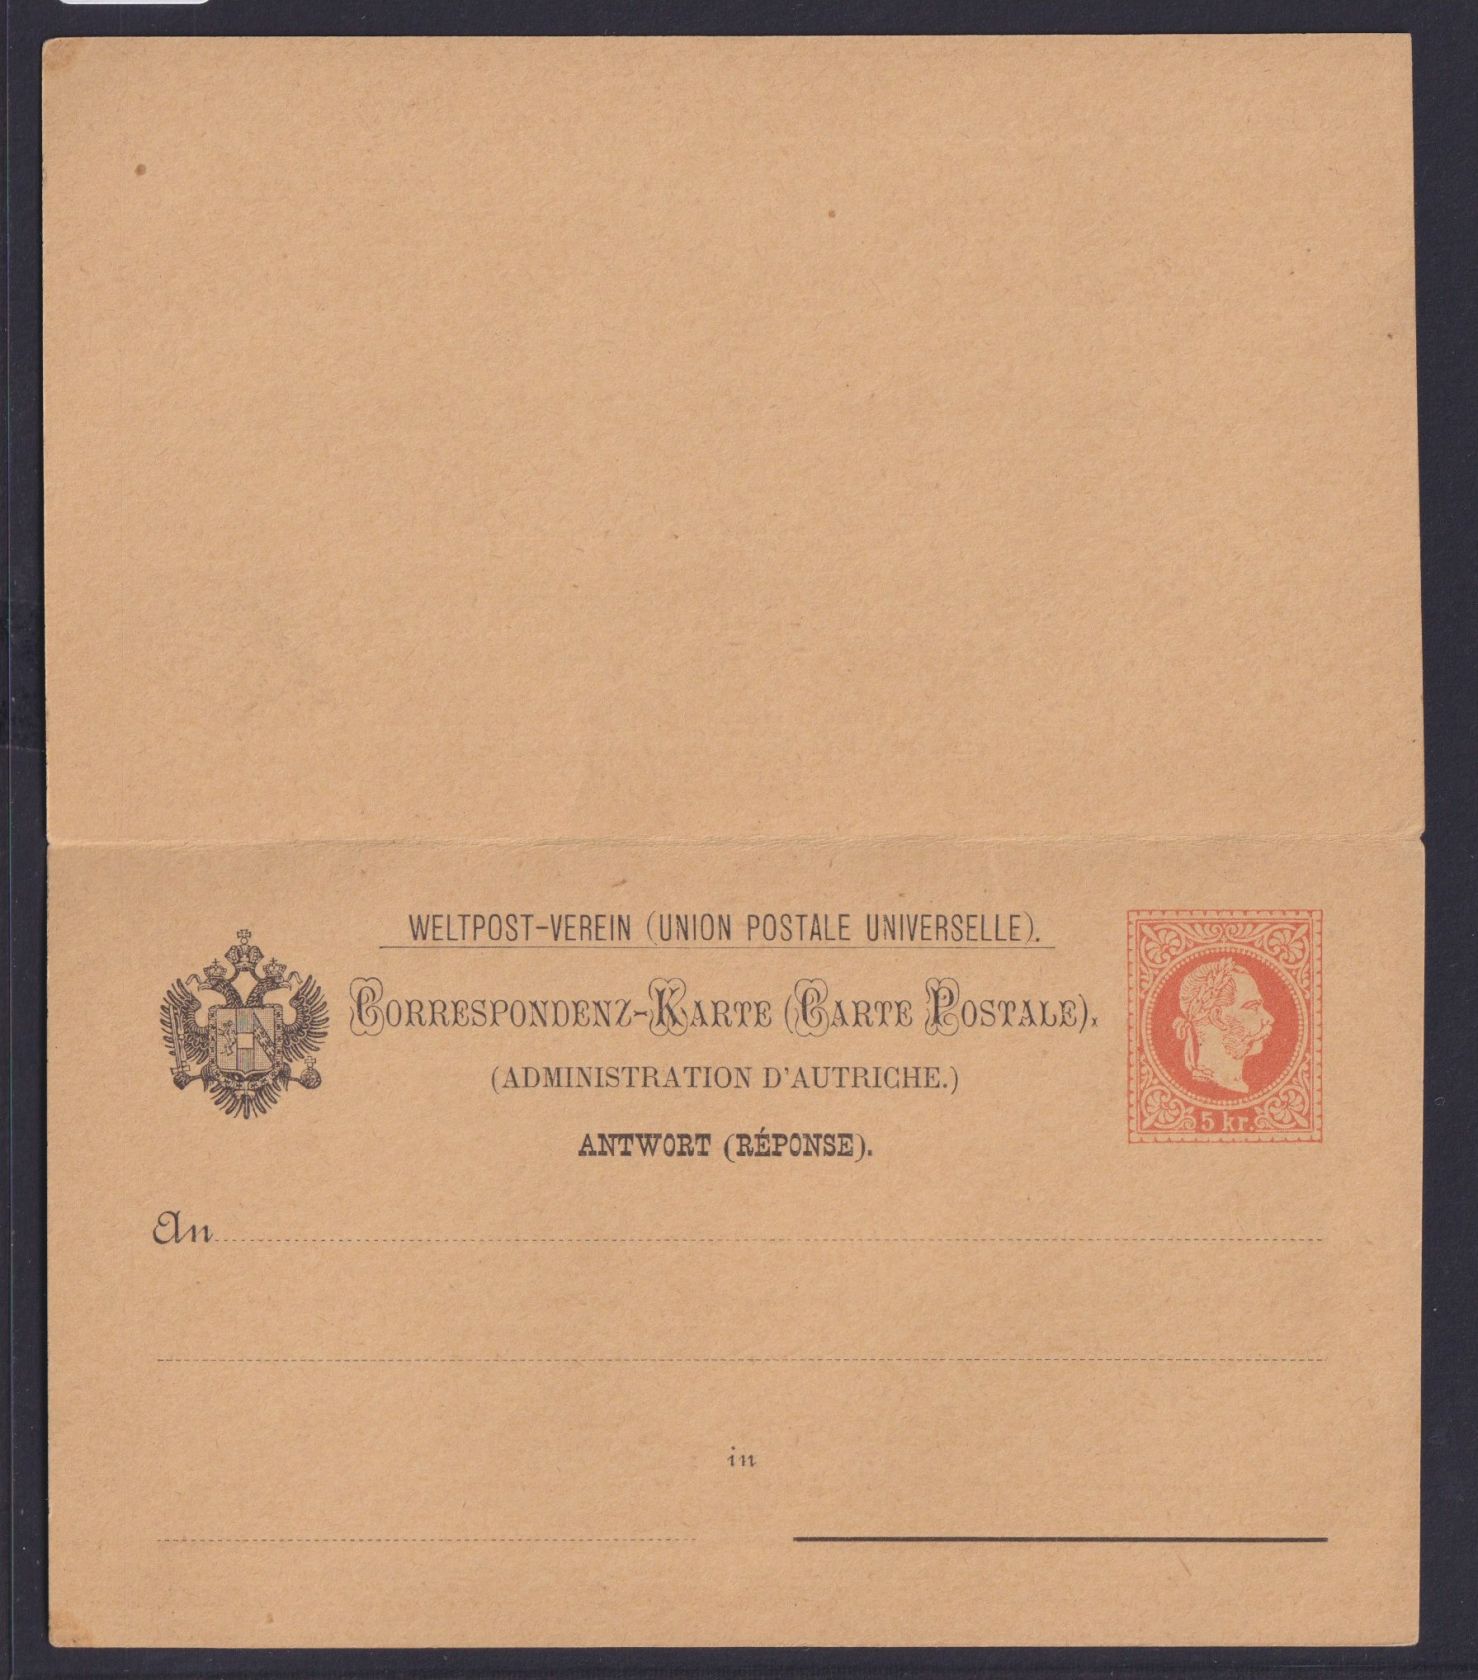 WELTPOST-VEREIN (UNION POSTALE UNIVERSELLE).
CORRESPONDENZ-KARTE (CARTE POSTALE).
(ADMINISTRATION D'AUTRICHE.)
5 kr.
ANTWORT (RÉPONSE).
An
in